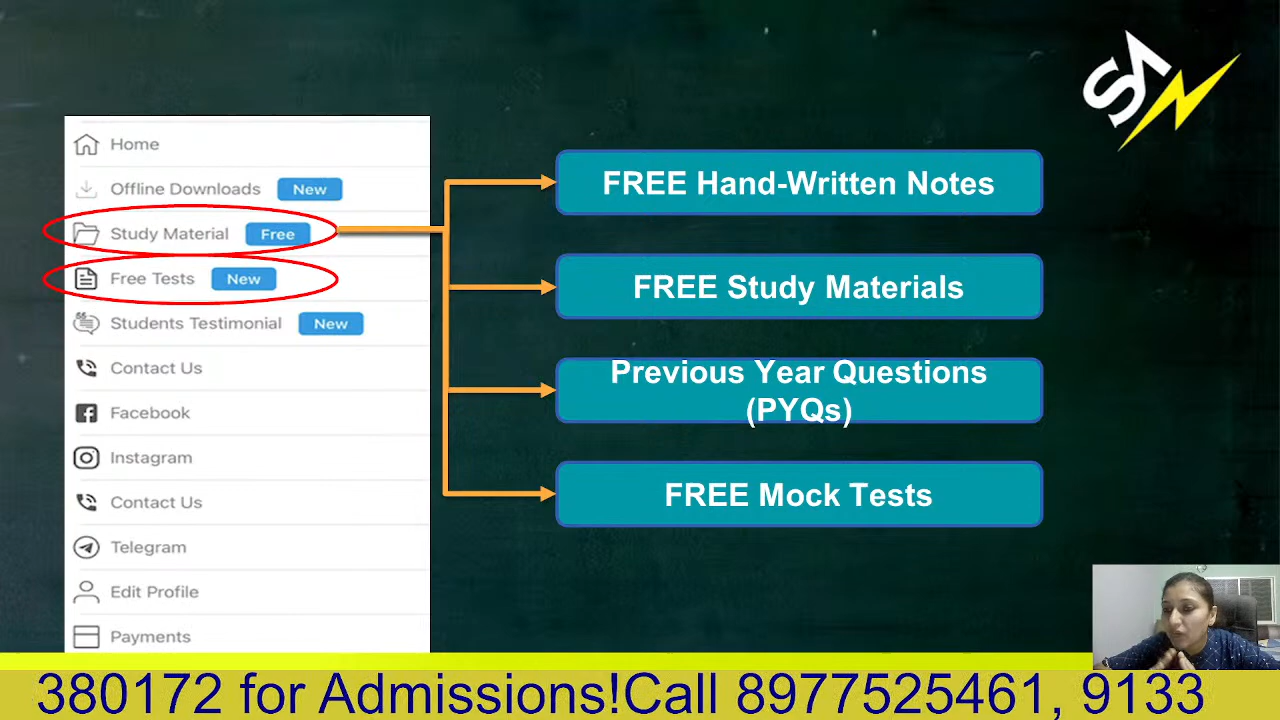 SAN
Home
Offline Downloads New
Study Material Free
Free Tests New
Students Testimonial New
Contact Us
Facebook
Instagram
Contact Us
Telegram
Edit Profile
Payments
FREE Hand-Written Notes
FREE Study Materials
Previous Year Questions
(PYQs)
FREE Mock Tests
380172 for Admissions!Call 8977525461, 9133